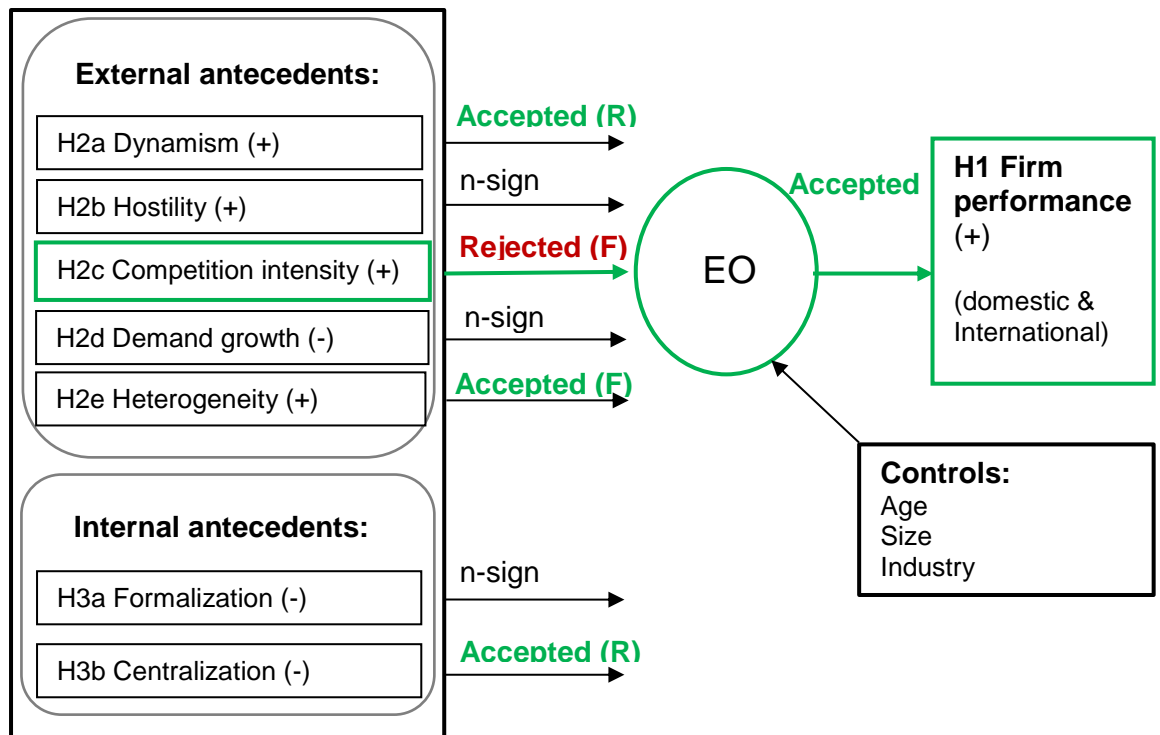 External antecedents:
H2a Dynamism (+)
H2b Hostility (+)
H2c Competition intensity (+)
H2d Demand growth (-)
H2e Heterogeneity (+)
Internal antecedents:
H3a Formalization (-)
H3b Centralization (-)
Accepted (R)
n-sign
Rejected (F)
n-sign
Accepted (F)
n-sign
Accepted (R)
EO
Accepted
H1 Firm
performance
(+)
(domestic &
International)
Controls:
Age
Size
Industry